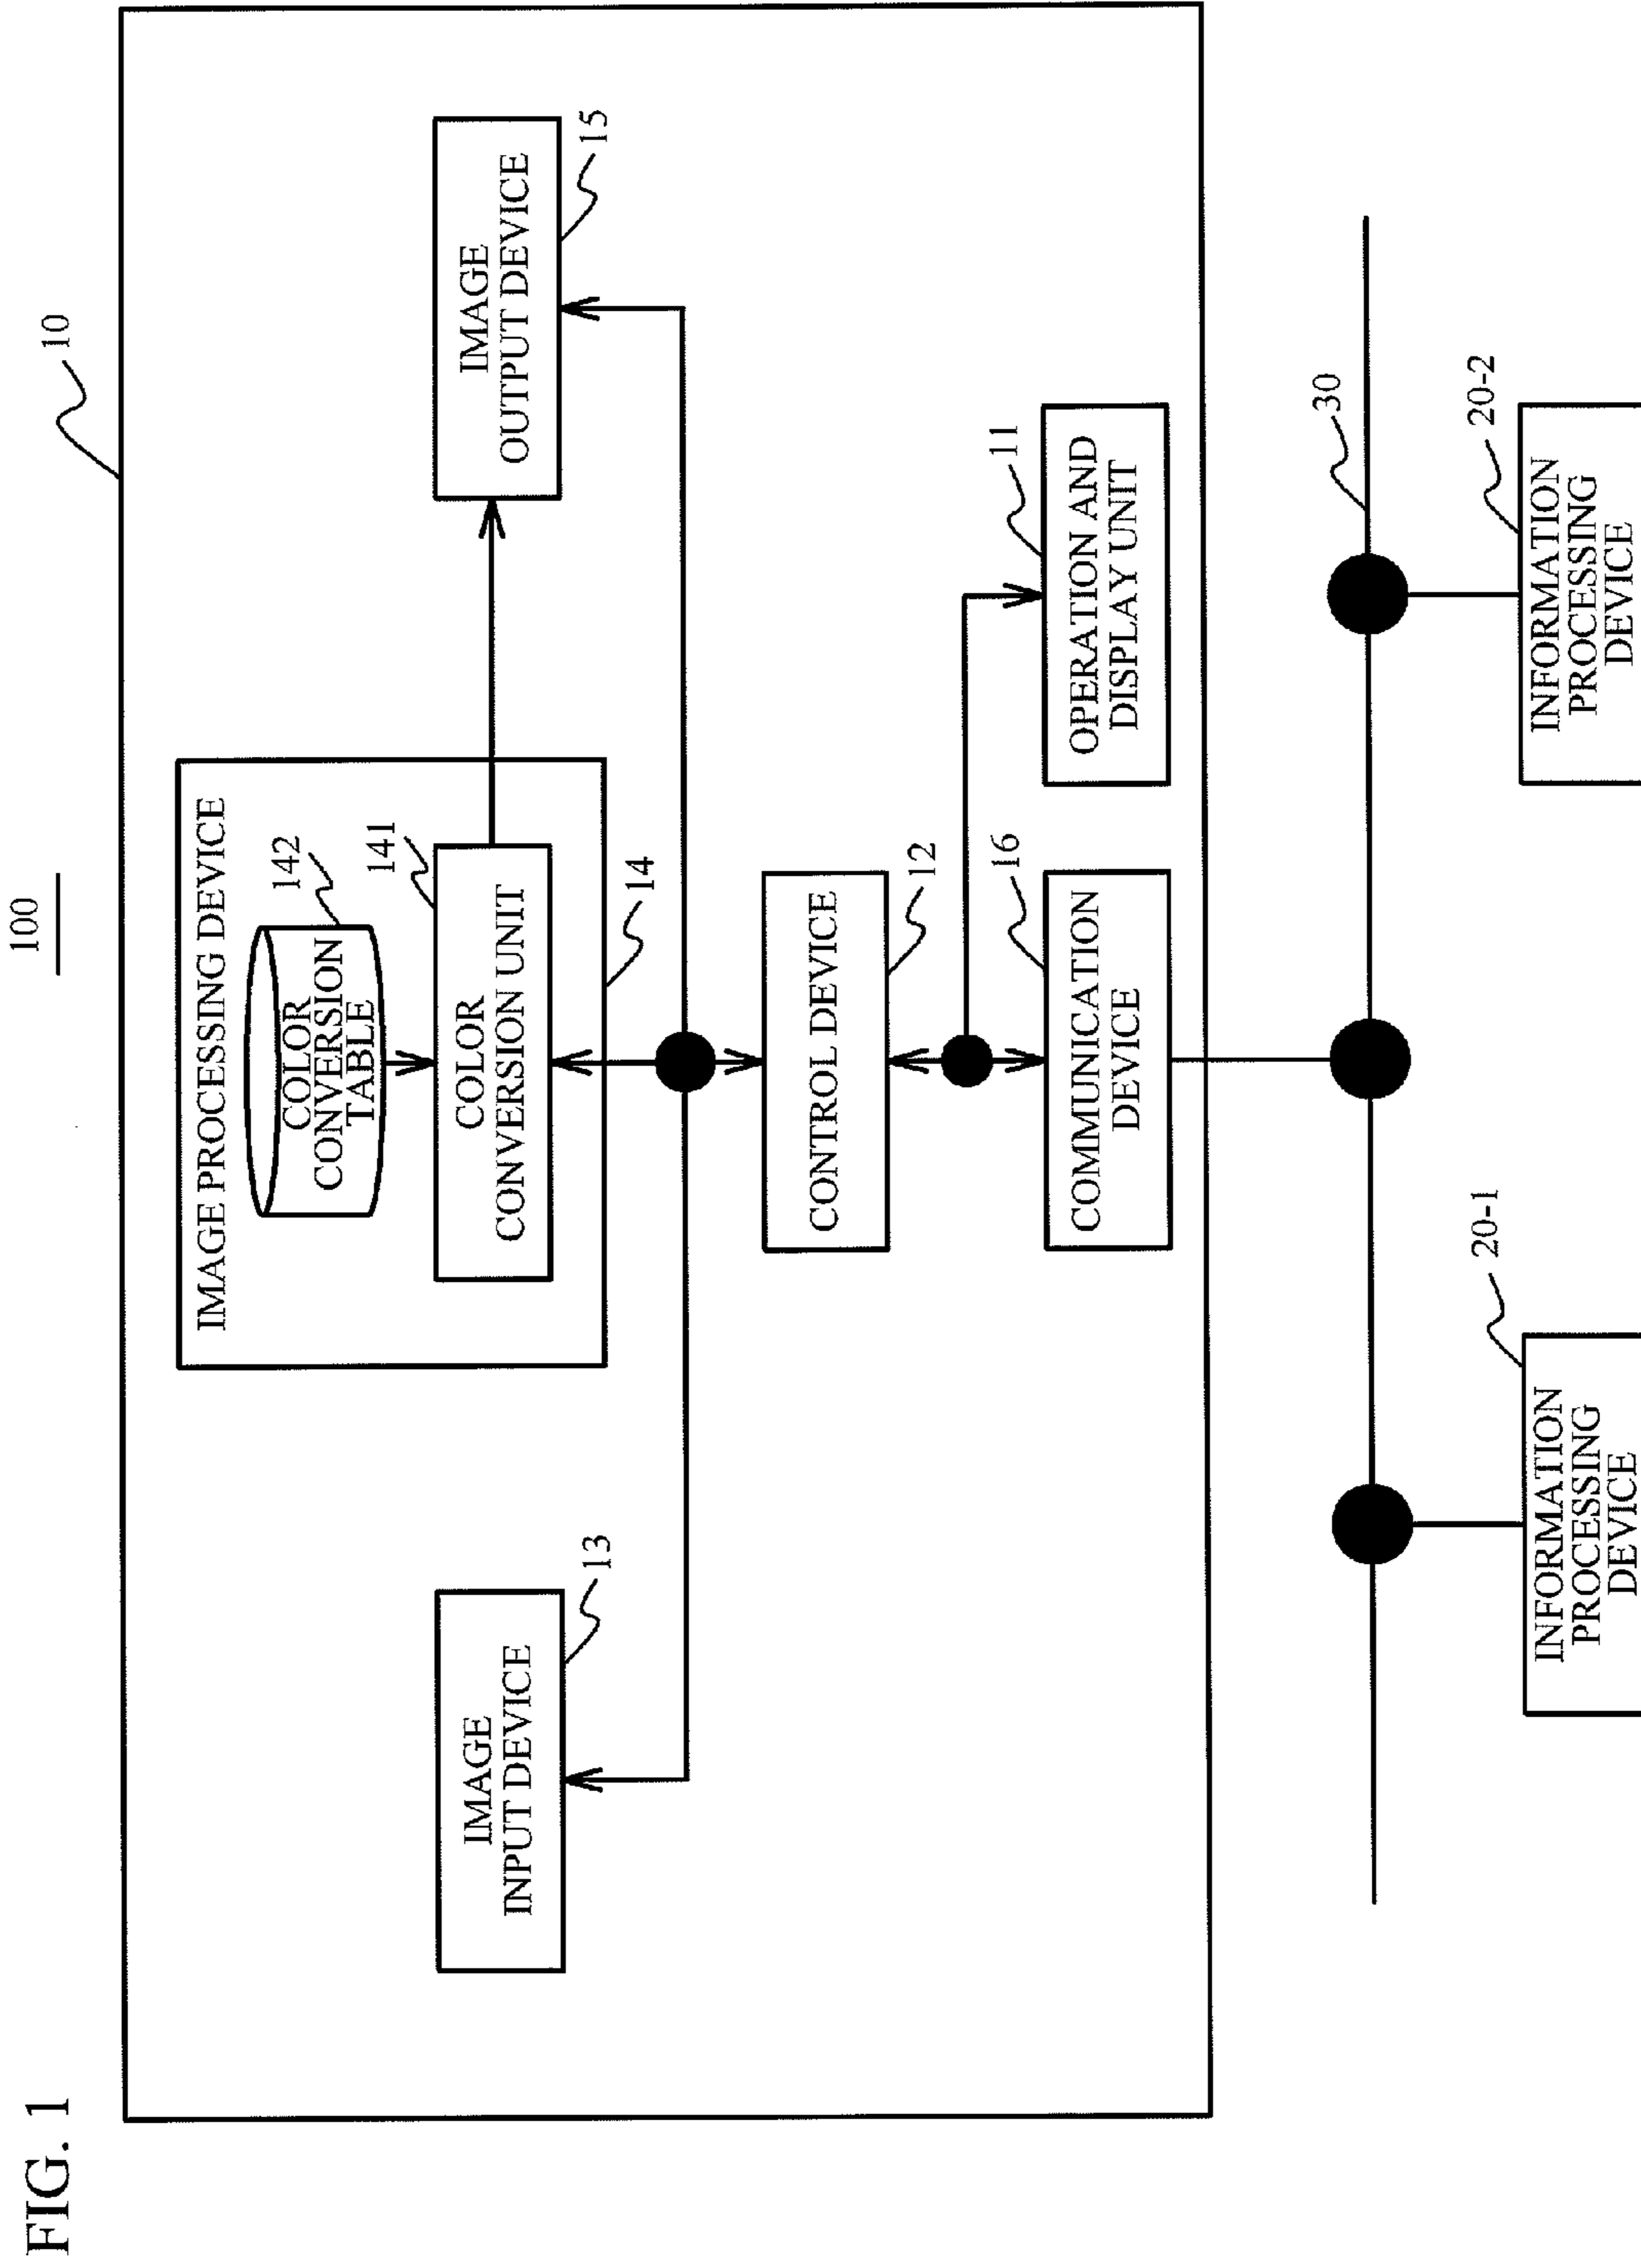 FIG. 1
100
10
IMAGE PROCESSING DEVICE
142
COLOR
CONVERSION
TABLE
141
IMAGE
INPUT DEVICE
13
COLOR
CONVERSION UNIT
14
IMAGE
OUTPUT DEVICE
15
CONTROL DEVICE
12
16
COMMUNICATION
DEVICE
11
OPERATION AND
DISPLAY UNIT
30
20-1
INFORMATION
PROCESSING
DEVICE
20-2
INFORMATION
PROCESSING
DEVICE